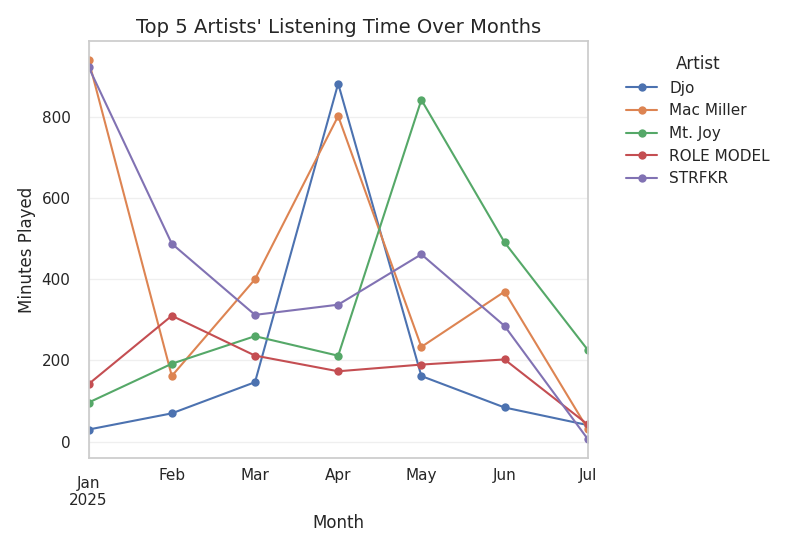 Top 5 Artists' Listening Time Over Months
Artist
Djo
Mac Miller
Mt. Joy
ROLE MODEL
STRFKR
Minutes Played
800
600
400
200
0
Jan
2025
Feb
Mar
Apr
May
Jun
Jul
Month